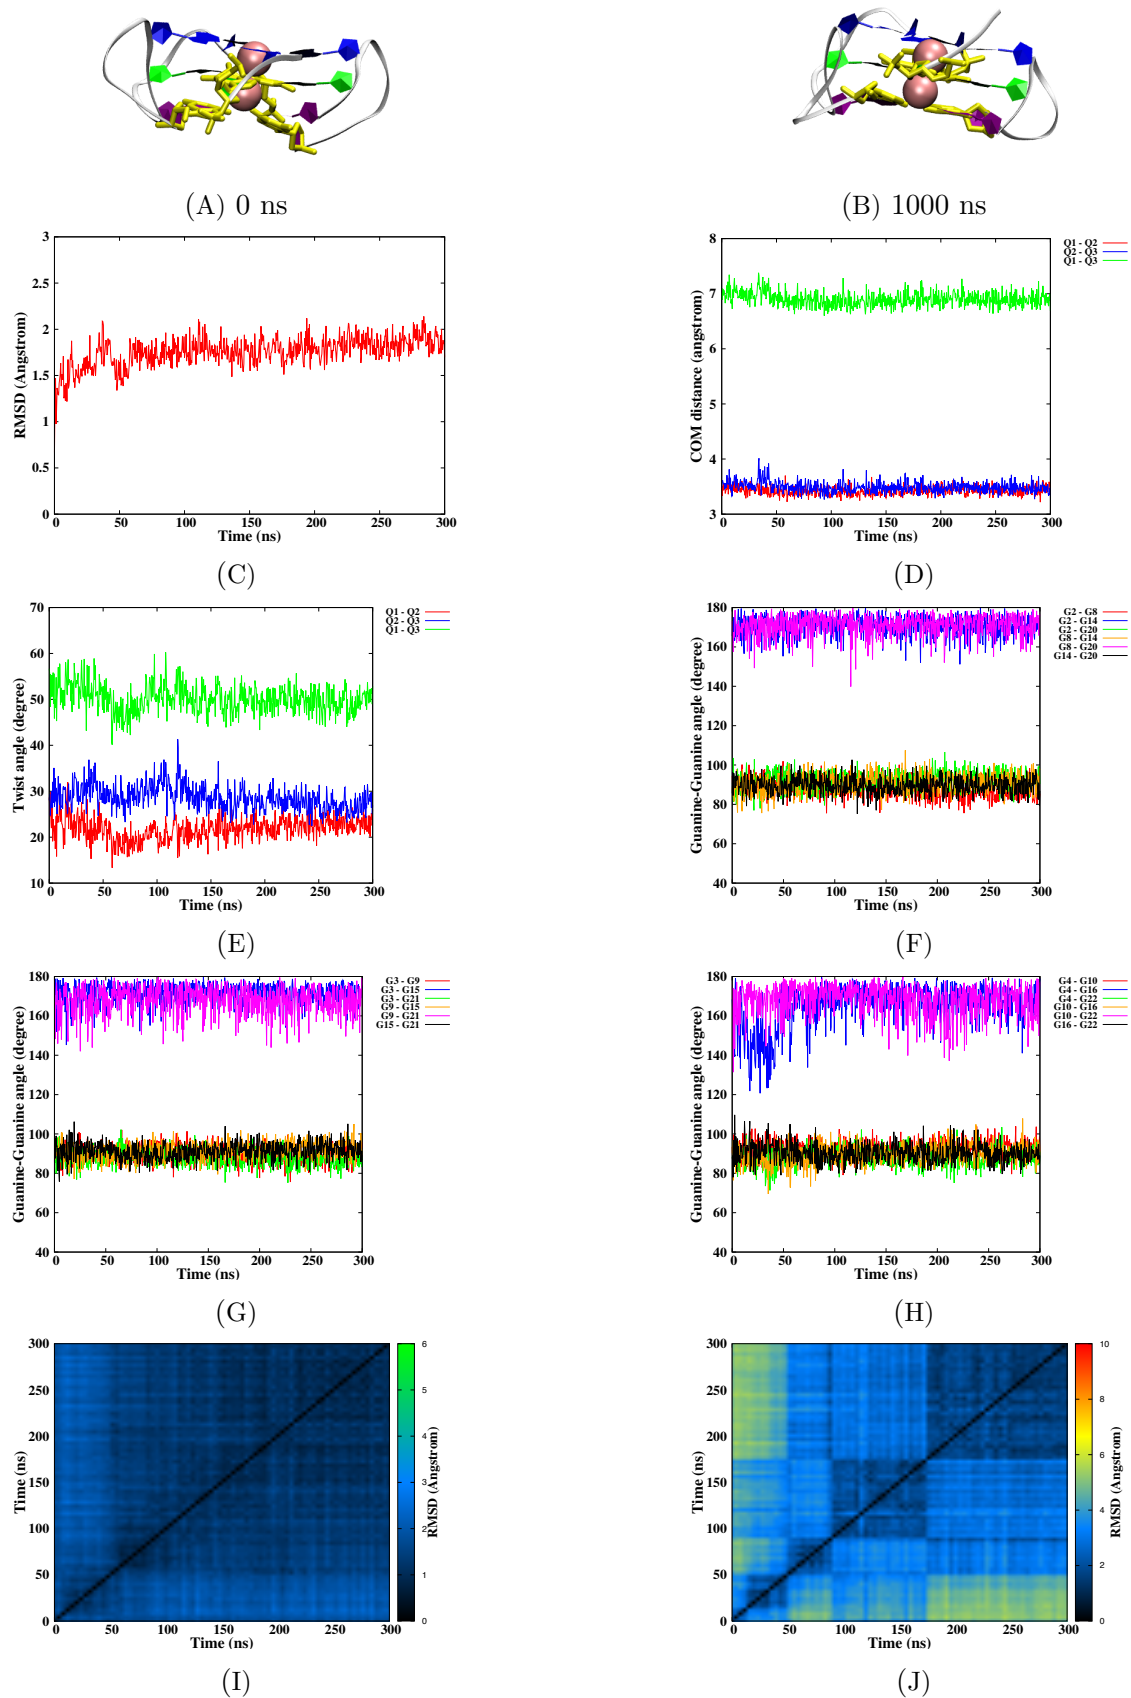 (A) 0 ns
(B) 1000 ns
3
2.5
2
1.5
1
0.5
0
RMSD (Angstrom)
0 50 100 150 200 250 300
Time (ns)
(C)
Q1 - Q2
Q2 - Q3
Q1 - Q3
8
7
6
5
4
3
COM distance (angstrom)
0 50 100 150 200 250 300
Time (ns)
(D)
Q1 - Q2
Q2 - Q3
Q1 - Q3
70
60
50
40
30
20
10
Twist angle (degree)
0 50 100 150 200 250 300
Time (ns)
(E)
G2 - G8
G2 - G14
G2 - G20
G8 - G14
G8 - G20
G14 - G20
180
160
140
120
100
80
60
40
Guanine-Guanine angle (degree)
0 50 100 150 200 250 300
Time (ns)
(F)
G3 - G9
G3 - G15
G3 - G21
G9 - G15
G9 - G21
G15 - G21
180
160
140
120
100
80
60
40
Guanine-Guanine angle (degree)
0 50 100 150 200 250 300
Time (ns)
(G)
G4 - G10
G4 - G16
G4 - G22
G10 - G16
G10 - G22
G16 - G22
180
160
140
120
100
80
60
40
Guanine-Guanine angle (degree)
0 50 100 150 200 250 300
Time (ns)
(H)
300
250
200
150
100
50
0
Time (ns)
0 50 100 150 200 250 300
Time (ns)
6
5
4
3
2
1
0
RMSD (Angstrom)
(I)
300
250
200
150
100
50
0
Time (ns)
0 50 100 150 200 250 300
Time (ns)
10
8
6
4
2
0
RMSD (Angstrom)
(J)